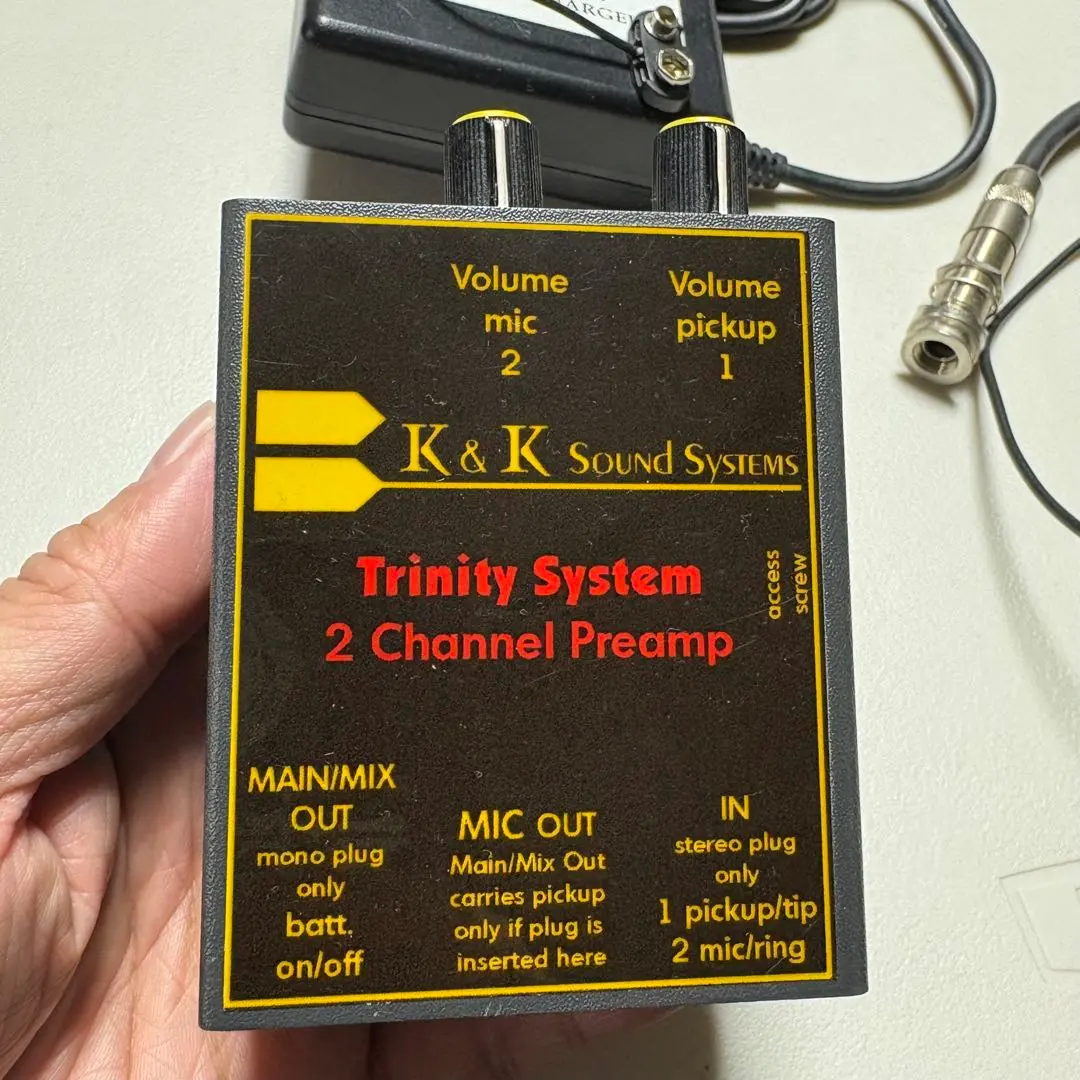 Volume
mic
2
Volume
pickup
1
K & K Sound Systems
Trinity System
2 Channel Preamp
access
screw
MAIN/MIX
OUT
mono plug
only
batt.
on/off
MIC OUT
Main/Mix Out
carries pickup
only if plug is
inserted here
IN
stereo plug
only
1 pickup/tip
2 mic/ring